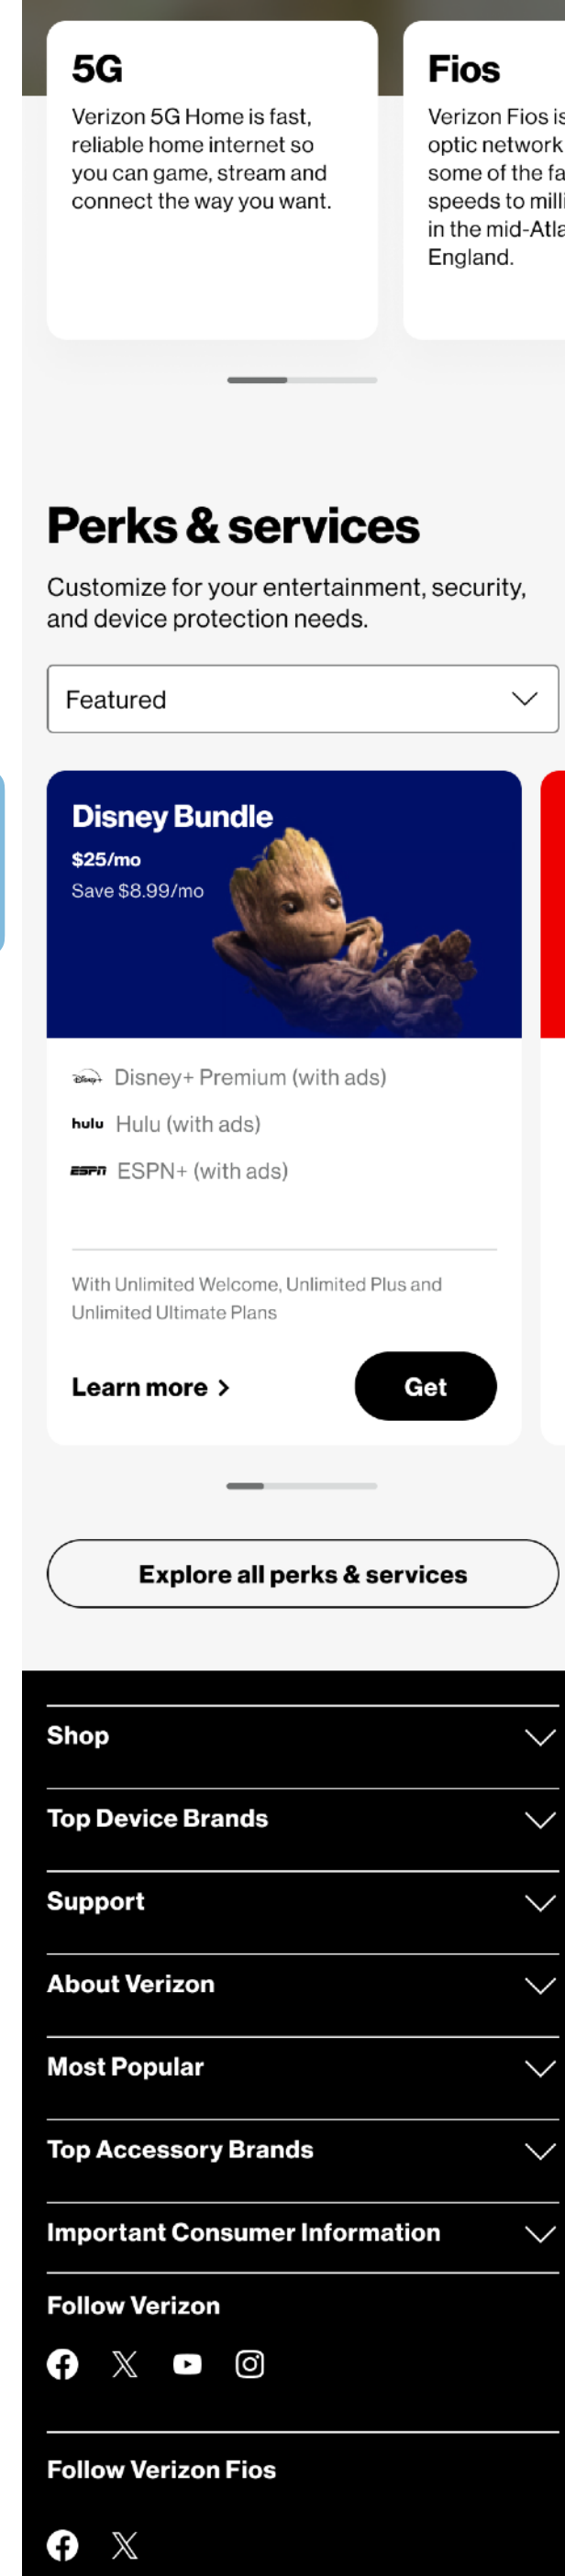 5G
Verizon 5G Home is fast,
reliable home internet so
you can game, stream and
connect the way you want.
Fios
Verizon Fios is
optic network
some of the fa
speeds to milli
in the mid-Atla
England.
Perks & services
Customize for your entertainment, security,
and device protection needs.
Featured
Disney Bundle
$25/mo
Save $8.99/mo
Disney+ Disney+ Premium (with ads)
hulu Hulu (with ads)
ESPN ESPN+ (with ads)
With Unlimited Welcome, Unlimited Plus and
Unlimited Ultimate Plans
Learn more
Get
Explore all perks & services
Shop
Top Device Brands
Support
About Verizon
Most Popular
Top Accessory Brands
Important Consumer Information
Follow Verizon
Follow Verizon Fios